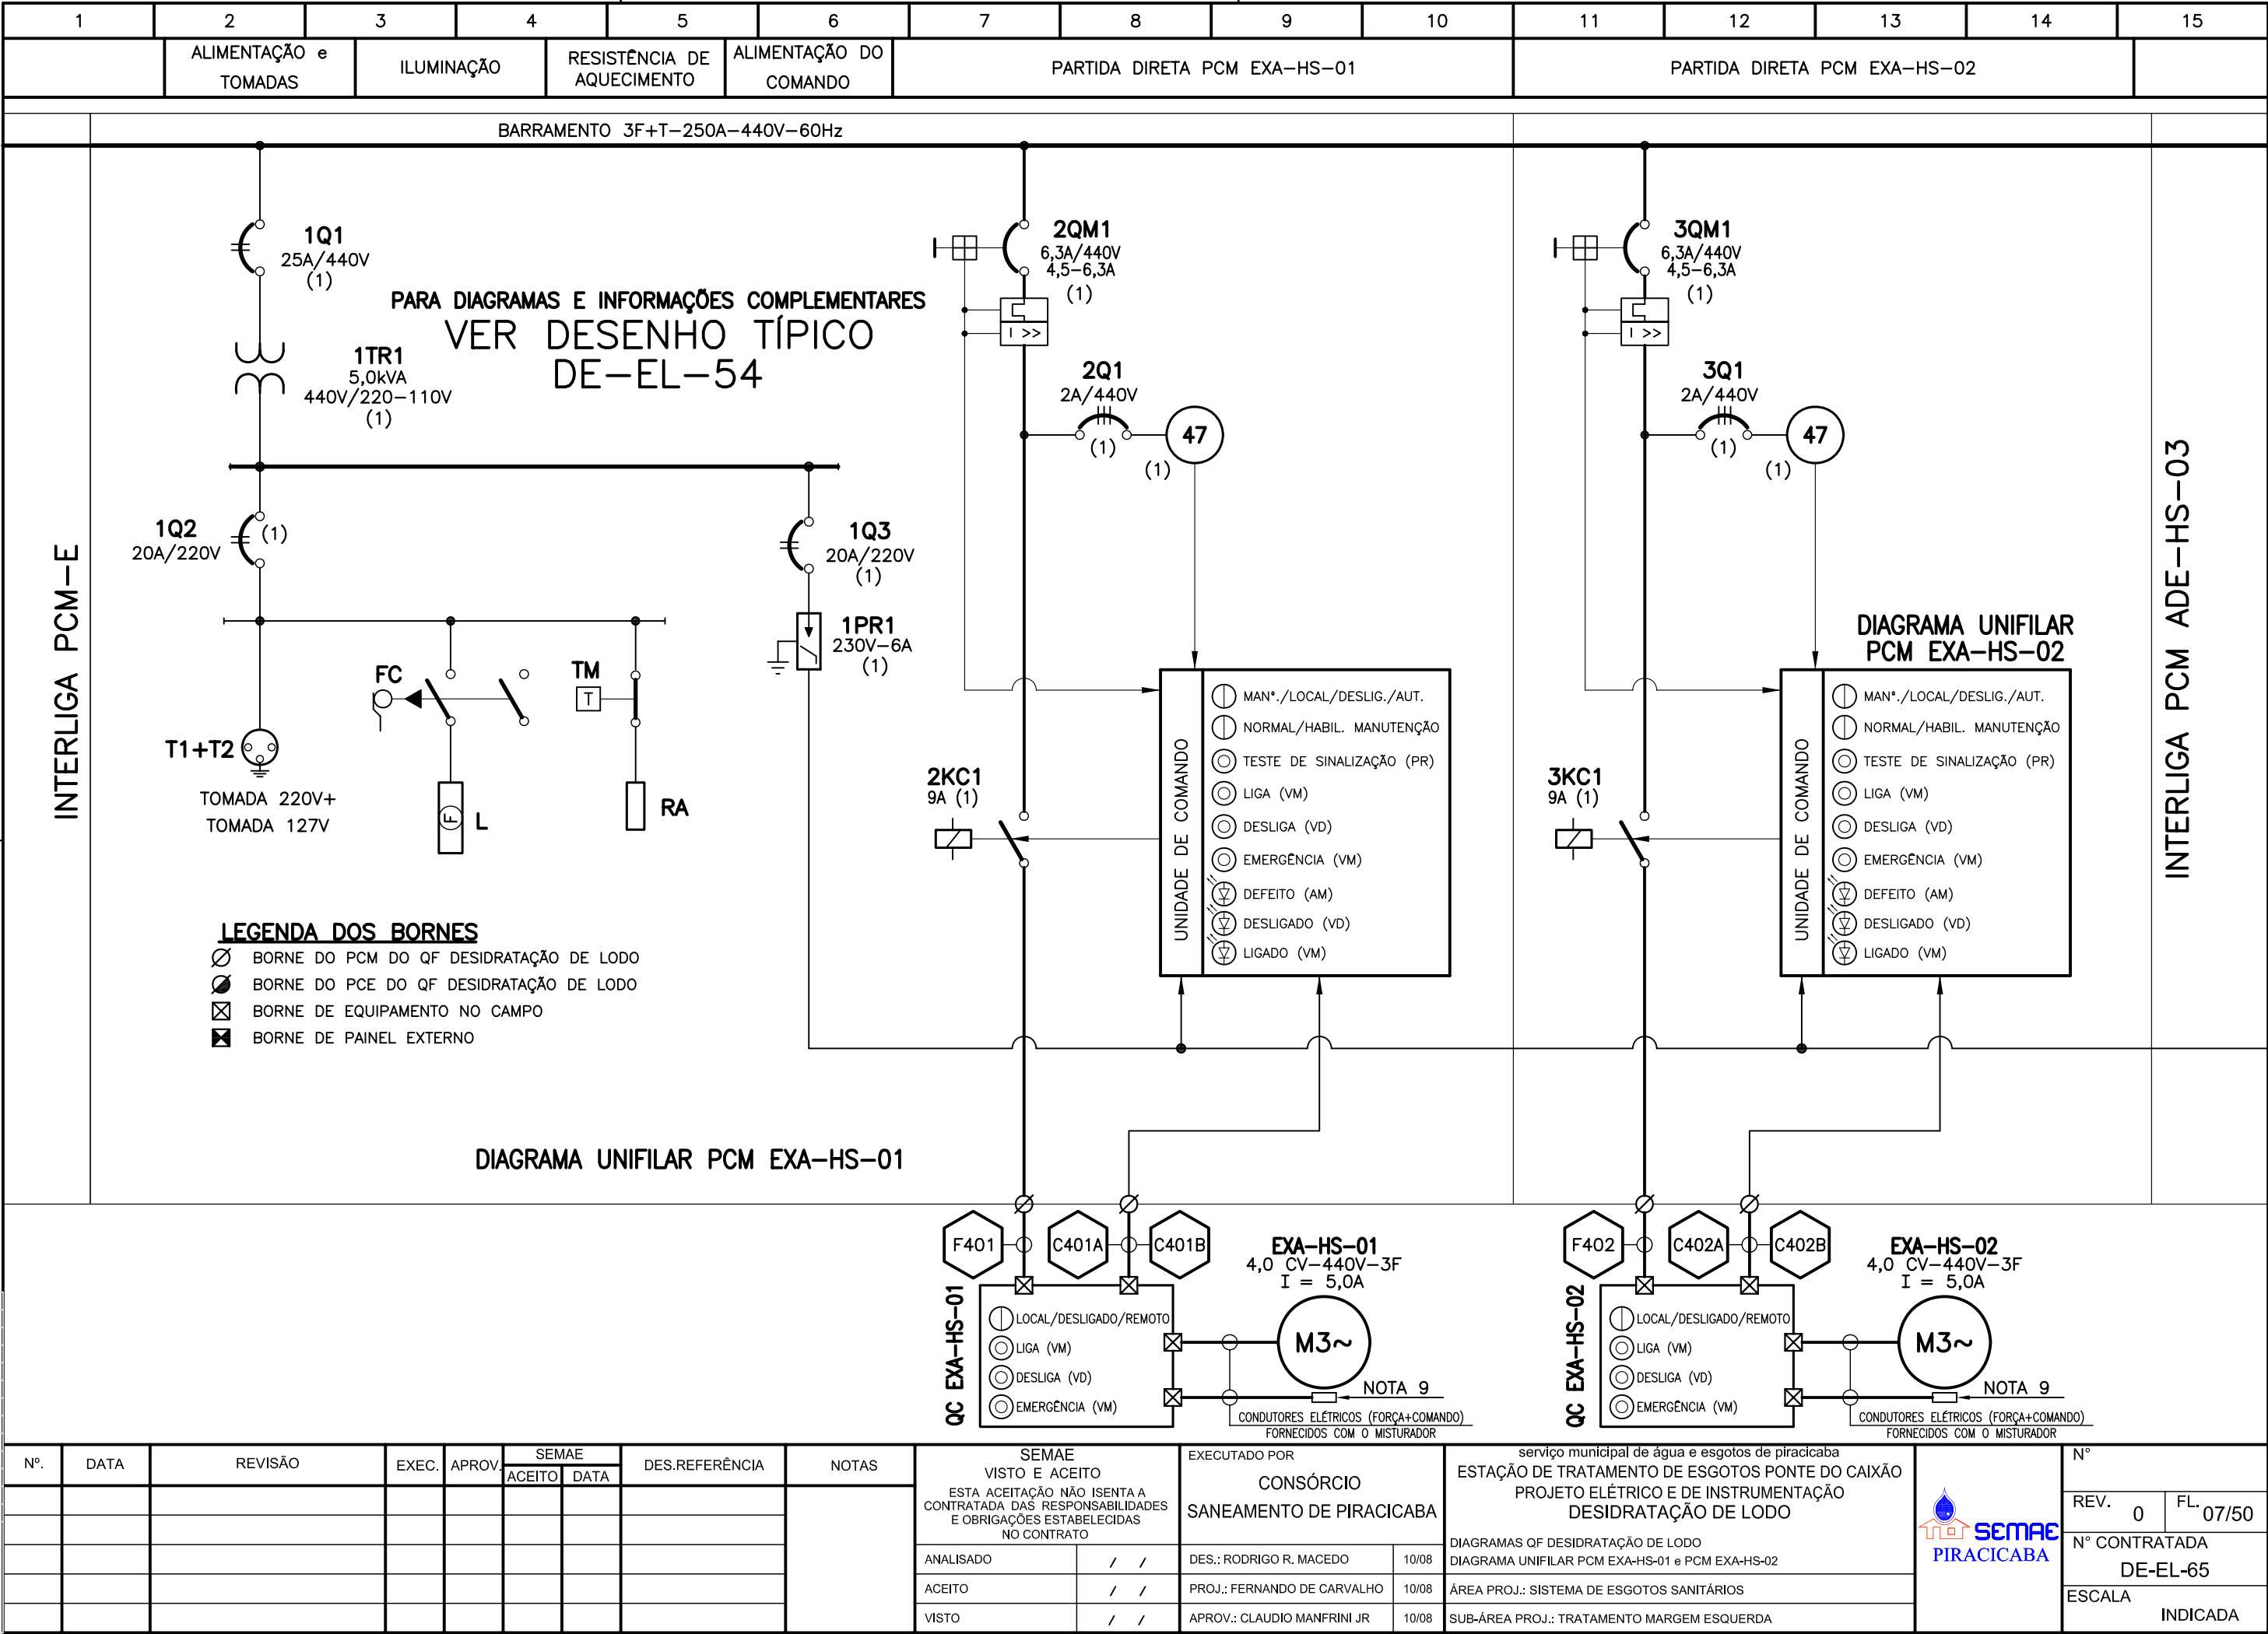 1 2 3 4 5 6 7 8 9 10 11 12 13 14 15
ALIMENTAÇÃO e
TOMADAS
ILUMINAÇÃO
RESISTÊNCIA DE
AQUECIMENTO
ALIMENTAÇÃO DO
COMANDO
PARTIDA DIRETA PCM EXA-HS-01
PARTIDA DIRETA PCM EXA-HS-02
BARRAMENTO 3F+T-250A-440V-60Hz
INTERLIGA PCM-E
1Q1
25A/440V
(1)
PARA DIAGRAMAS E INFORMAÇÕES COMPLEMENTARES
VER DESENHO TÍPICO
DE-EL-54
1TR1
5,0kVA
440V/220-110V
(1)
1Q2
20A/220V
(1)
1Q3
20A/220V
(1)
1PR1
230V-6A
(1)
FC
TM
T
T1+T2
TOMADA 220V+
TOMADA 127V
F
L
RA
LEGENDA DOS BORNES
BORNE DO PCM DO QF DESIDRATAÇÃO DE LODO
BORNE DO PCE DO QF DESIDRATAÇÃO DE LODO
BORNE DE EQUIPAMENTO NO CAMPO
BORNE DE PAINEL EXTERNO
DIAGRAMA UNIFILAR PCM EXA-HS-01
2QM1
6,3A/440V
4,5-6,3A
(1)
I >>
2Q1
2A/440V
(1)
47
(1)
2KC1
9A (1)
UNIDADE DE COMANDO
MANº./LOCAL/DESLIG./AUT.
NORMAL/HABIL. MANUTENÇÃO
TESTE DE SINALIZAÇÃO (PR)
LIGA (VM)
DESLIGA (VD)
EMERGÊNCIA (VM)
DEFEITO (AM)
DESLIGADO (VD)
LIGADO (VM)
F401
C401A
C401B
EXA-HS-01
4,0 CV-440V-3F
I = 5,0A
QC EXA-HS-01
LOCAL/DESLIGADO/REMOTO
LIGA (VM)
DESLIGA (VD)
EMERGÊNCIA (VM)
M3~
NOTA 9
CONDUTORES ELÉTRICOS (FORÇA+COMANDO)
FORNECIDOS COM O MISTURADOR
3QM1
6,3A/440V
4,5-6,3A
(1)
I >>
3Q1
2A/440V
(1)
47
(1)
DIAGRAMA UNIFILAR
PCM EXA-HS-02
3KC1
9A (1)
UNIDADE DE COMANDO
MANº./LOCAL/DESLIG./AUT.
NORMAL/HABIL. MANUTENÇÃO
TESTE DE SINALIZAÇÃO (PR)
LIGA (VM)
DESLIGA (VD)
EMERGÊNCIA (VM)
DEFEITO (AM)
DESLIGADO (VD)
LIGADO (VM)
INTERLIGA PCM ADE-HS-03
F402
C402A
C402B
EXA-HS-02
4,0 CV-440V-3F
I = 5,0A
QC EXA-HS-02
LOCAL/DESLIGADO/REMOTO
LIGA (VM)
DESLIGA (VD)
EMERGÊNCIA (VM)
M3~
NOTA 9
CONDUTORES ELÉTRICOS (FORÇA+COMANDO)
FORNECIDOS COM O MISTURADOR
Nº. DATA REVISÃO EXEC. APROV. SEMAE ACEITO DATA DES.REFERÊNCIA NOTAS
SEMAE
VISTO E ACEITO
ESTA ACEITAÇÃO NÃO ISENTA A
CONTRATADA DAS RESPONSABILIDADES
E OBRIGAÇÕES ESTABELECIDAS
NO CONTRATO
ANALISADO / /
ACEITO / /
VISTO / /
EXECUTADO POR
CONSÓRCIO
SANEAMENTO DE PIRACICABA
DES.: RODRIGO R. MACEDO 10/08
PROJ.: FERNANDO DE CARVALHO 10/08
APROV.: CLAUDIO MANFRINI JR 10/08
serviço municipal de água e esgotos de piracicaba
ESTAÇÃO DE TRATAMENTO DE ESGOTOS PONTE DO CAIXÃO
PROJETO ELÉTRICO E DE INSTRUMENTAÇÃO
DESIDRATAÇÃO DE LODO
DIAGRAMAS QF DESIDRATAÇÃO DE LODO
DIAGRAMA UNIFILAR PCM EXA-HS-01 e PCM EXA-HS-02
ÁREA PROJ.: SISTEMA DE ESGOTOS SANITÁRIOS
SUB-ÁREA PROJ.: TRATAMENTO MARGEM ESQUERDA
SEMAE
PIRACICABA
N°
REV. 0 FL. 07/50
N° CONTRATADA
DE-EL-65
ESCALA
INDICADA